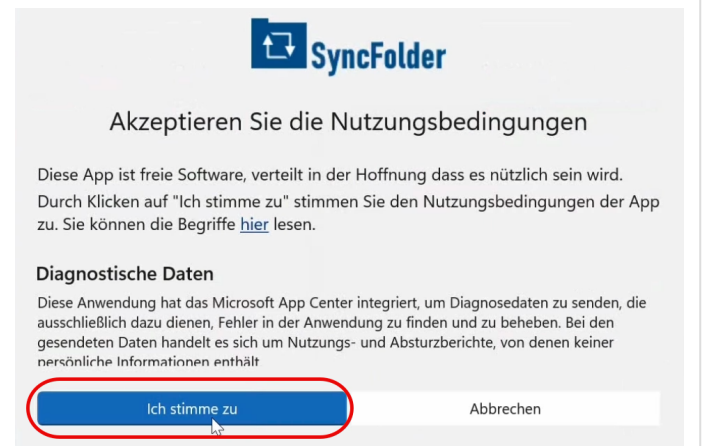 SyncFolder
Akzeptieren Sie die Nutzungsbedingungen
Diese App ist freie Software, verteilt in der Hoffnung dass es nützlich sein wird.
Durch Klicken auf "Ich stimme zu" stimmen Sie den Nutzungsbedingungen der App
zu. Sie können die Begriffe hier lesen.
Diagnostische Daten
Diese Anwendung hat das Microsoft App Center integriert, um Diagnosedaten zu senden, die
ausschließlich dazu dienen, Fehler in der Anwendung zu finden und zu beheben. Bei den
gesendeten Daten handelt es sich um Nutzungs- und Absturzberichte, von denen keiner
persönliche Informationen enthält
Ich stimme zu
Abbrechen